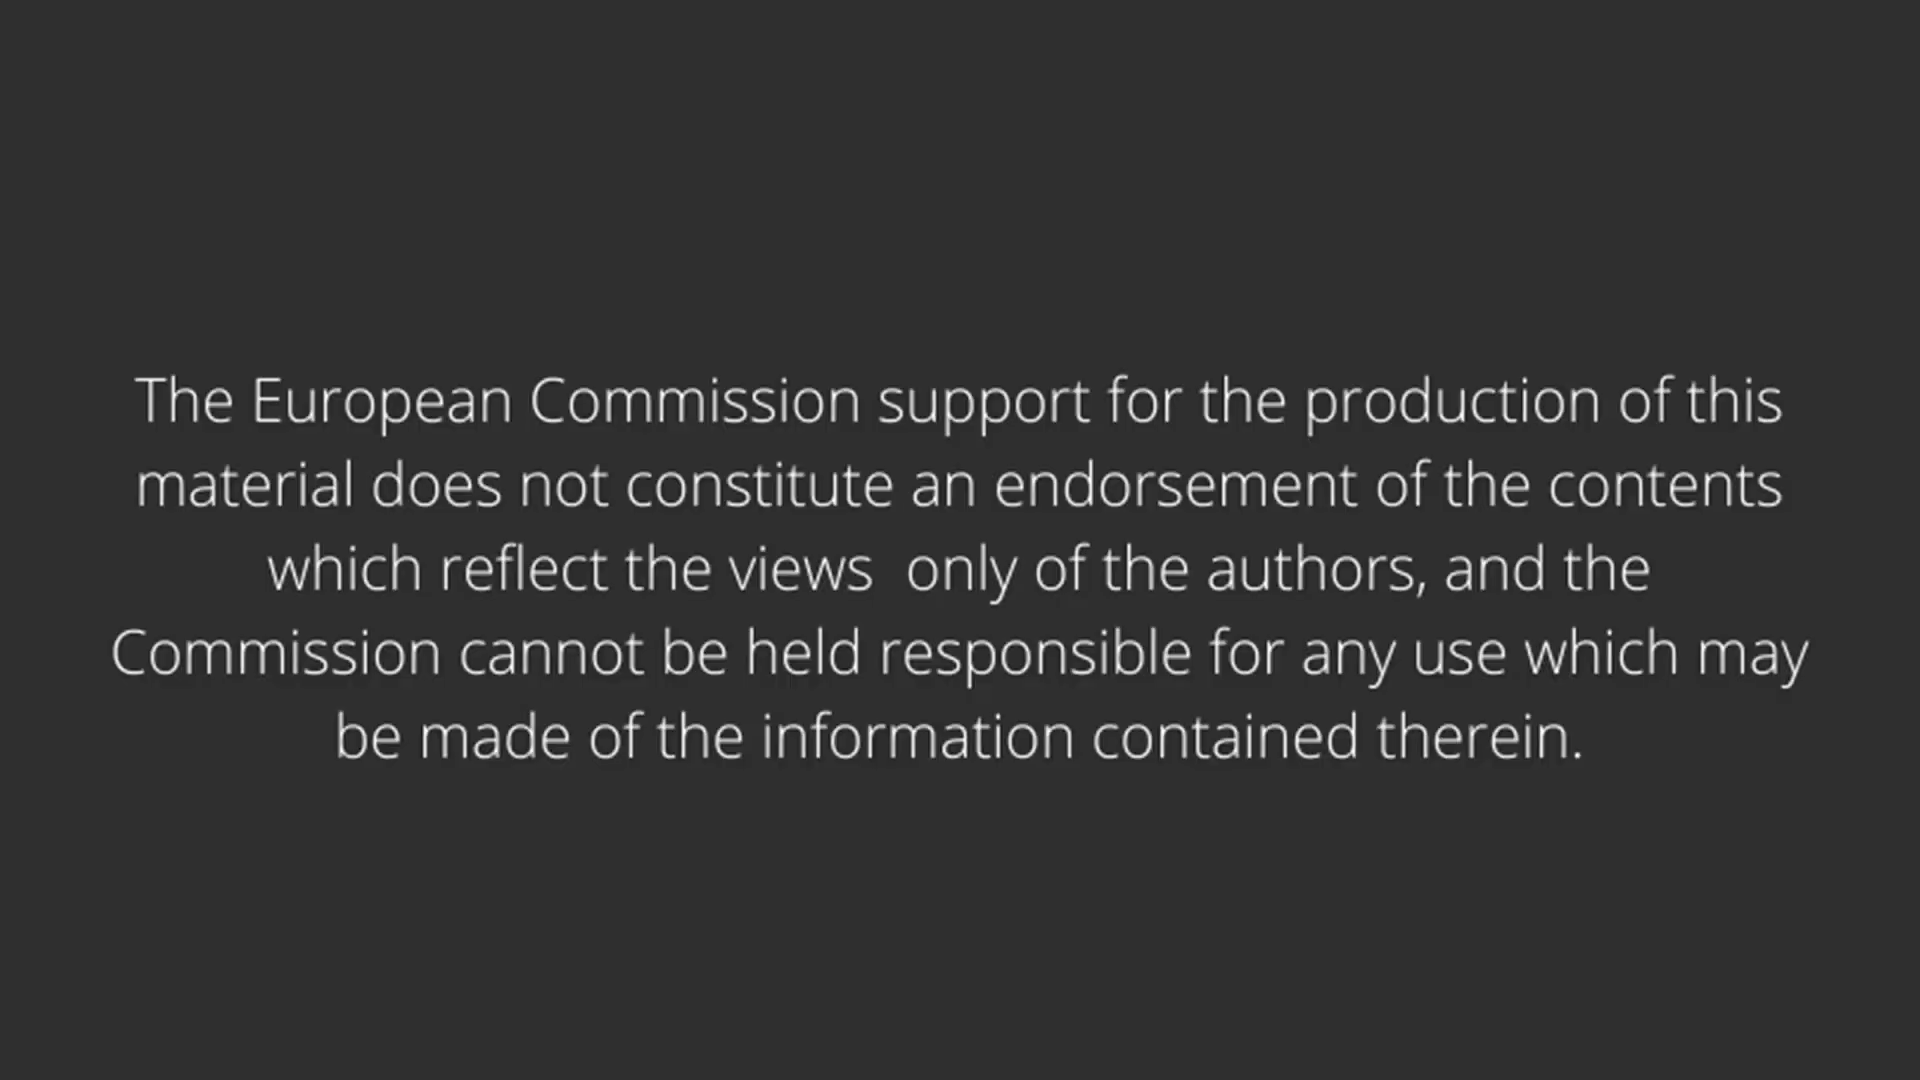 The European Commission support for the production of this
material does not constitute an endorsement of the contents
which reflect the views  only of the authors, and the
Commission cannot be held responsible for any use which may
be made of the information contained therein.